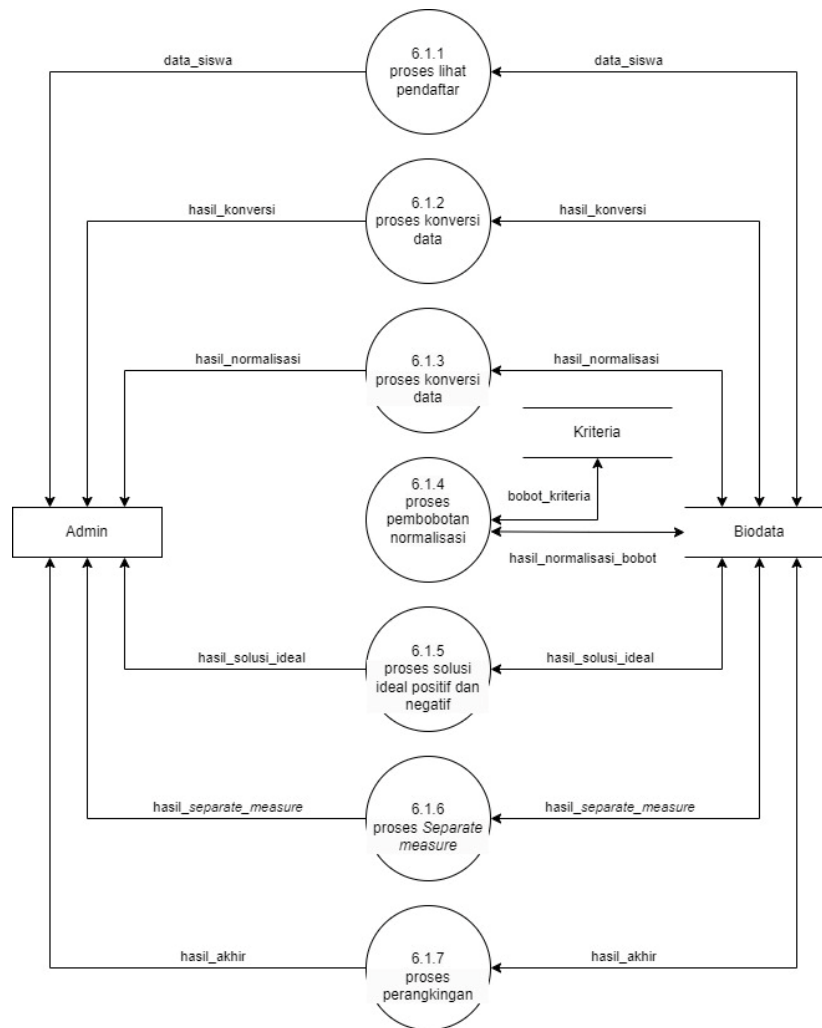 data_siswa
6.1.1
proses lihat
pendaftar
data_siswa
hasil_konversi
6.1.2
proses konversi
data
hasil_konversi
hasil_normalisasi
6.1.3
proses konversi
data
hasil_normalisasi
Kriteria
6.1.4
proses
pembobotan
normalisasi
bobot_kriteria
Admin
Biodata
hasil_normalisasi_bobot
hasil_solusi_ideal
6.1.5
proses solusi
ideal positif dan
negatif
hasil_solusi_ideal
hasil_separate_measure
6.1.6
proses Separate
measure
hasil_separate_measure
hasil_akhir
6.1.7
proses
perangkingan
hasil_akhir